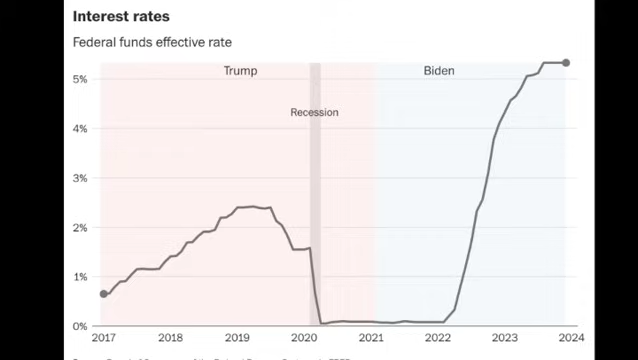 Interest rates
Federal funds effective rate
Trump
Biden
Recession
5%
4%
3%
2%
1%
0%
2017 2018 2019 2020 2021 2022 2023 2024